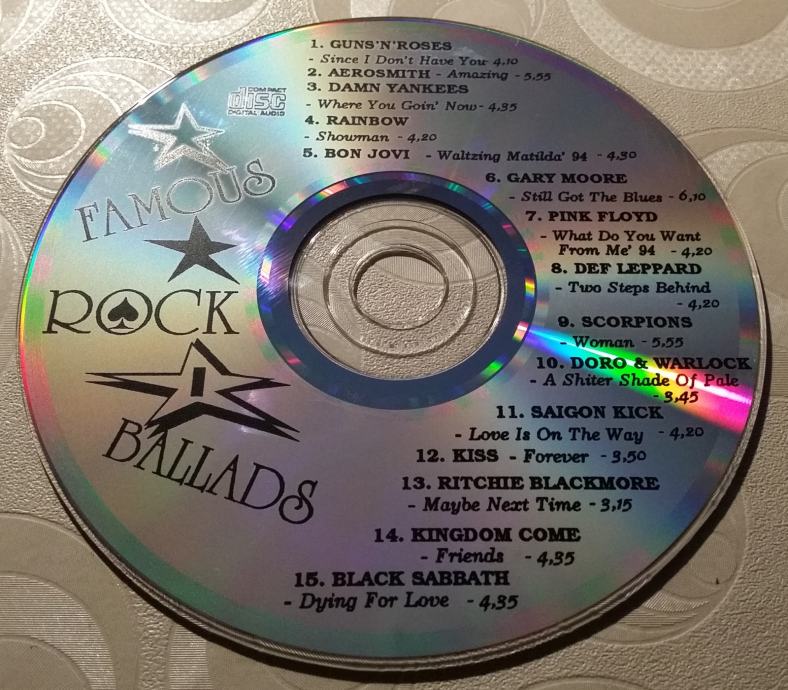 COMPACT
disc
DIGITAL AUDIO
FAMOUS
ROCK
I
BALLADS
1. GUNS'N'ROSES
- Since I Don't Have You 4,10
2. AEROSMITH - Amazing - 5,55
3. DAMN YANKEES
- Where You Goin' Now - 4,35
4. RAINBOW
- Showman - 4,20
5. BON JOVI - Waltzing Matilda' 94 - 4,30
6. GARY MOORE
- Still Got The Blues - 6,10
7. PINK FLOYD
- What Do You Want
From Me' 94 - 4,20
8. DEF LEPPARD
- Two Steps Behind
- 4,20
9. SCORPIONS
- Woman - 5,55
10. DORO & WARLOCK
- A Shiter Shade Of Pale
- 3,45
11. SAIGON KICK
- Love Is On The Way - 4,20
12. KISS - Forever - 3,50
13. RITCHIE BLACKMORE
- Maybe Next Time - 3,15
14. KINGDOM COME
- Friends - 4,35
15. BLACK SABBATH
- Dying For Love - 4,35